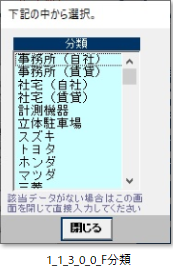 下記の中から選択。
分類
事務所（自社）
事務所（賃貸）
社宅（自社）
社宅（賃貸）
計測機器
立体駐車場
スズキ
トヨタ
ホンダ
マツダ
三菱
該当データがない場合はこの画
面を閉じて直接入力してください
閉じる
1_1_3_0_0_F分類